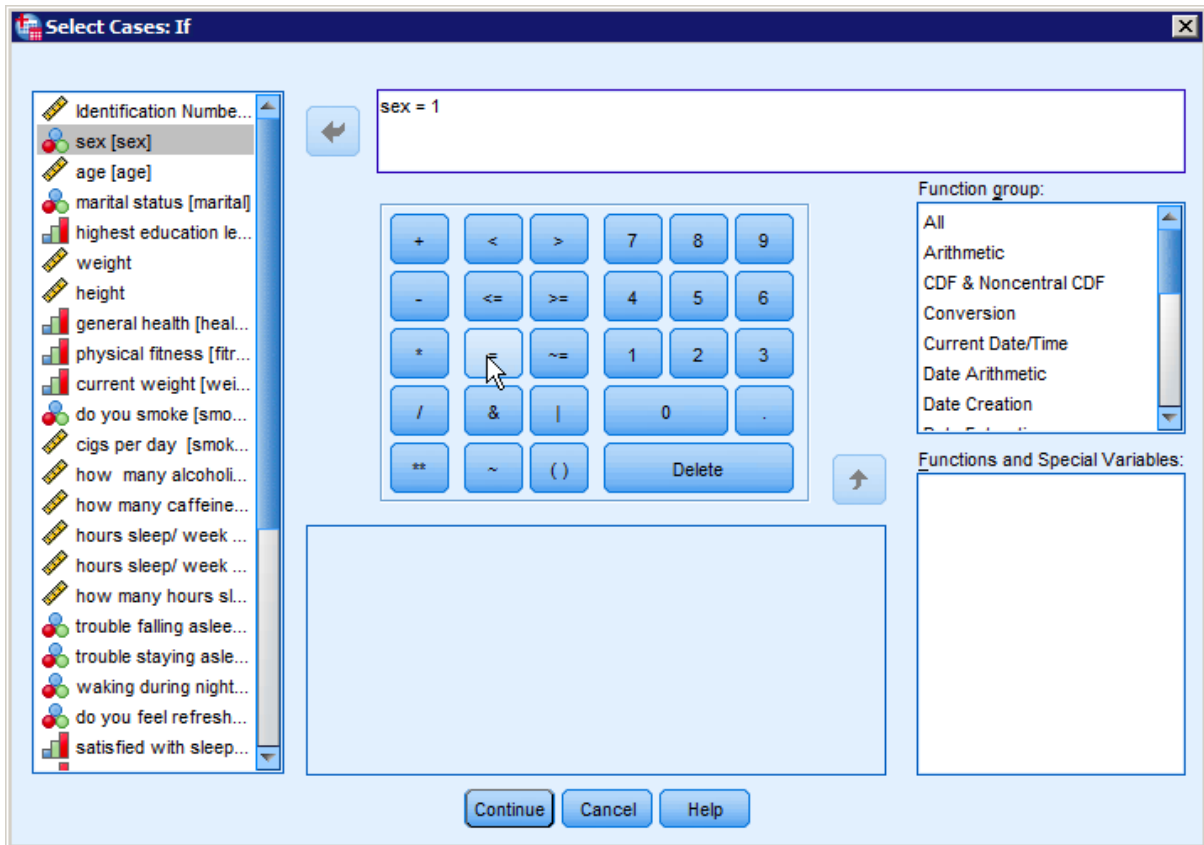 Select Cases: If
Identification Numbe...
sex [sex]
age [age]
marital status [marital]
highest education le...
weight
height
general health [heal...
physical fitness [fitr...
current weight [wei...
do you smoke [smo...
cigs per day [smok...
how many alcoholi...
how many caffeine...
hours sleep/ week ...
hours sleep/ week ...
how many hours sl...
trouble falling aslee...
trouble staying asle...
waking during night...
do you feel refresh...
satisfied with sleep...
sex = 1
+ < > 7 8 9
- <= >= 4 5 6
* = ~= 1 2 3
/ & | 0 .
** ~ ( ) Delete
Function group:
All
Arithmetic
CDF & Noncentral CDF
Conversion
Current Date/Time
Date Arithmetic
Date Creation
Functions and Special Variables:
Continue Cancel Help